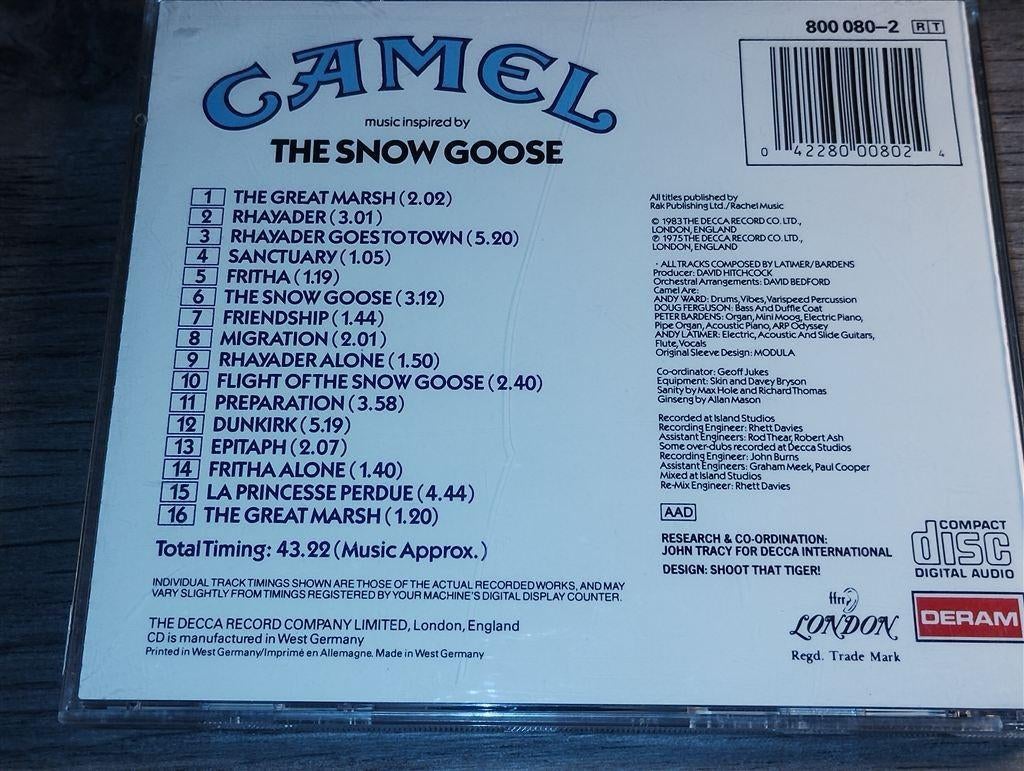 800 080-2 RT
CAMEL
music inspired by
THE SNOW GOOSE
0 42280 00802 4
1 THE GREAT MARSH (2.02)
2 RHAYADER (3.01)
3 RHAYADER GOES TO TOWN (5.20)
4 SANCTUARY (1.05)
5 FRITHA (1.19)
6 THE SNOW GOOSE (3.12)
7 FRIENDSHIP (1.44)
8 MIGRATION (2.01)
9 RHAYADER ALONE (1.50)
10 FLIGHT OF THE SNOW GOOSE (2.40)
11 PREPARATION (3.58)
12 DUNKIRK (5.19)
13 EPITAPH (2.07)
14 FRITHA ALONE (1.40)
15 LA PRINCESSE PERDUE (4.44)
16 THE GREAT MARSH (1.20)
Total Timing: 43.22 (Music Approx.)
INDIVIDUAL TRACK TIMINGS SHOWN ARE THOSE OF THE ACTUAL RECORDED WORKS, AND MAY
VARY SLIGHTLY FROM TIMINGS REGISTERED BY YOUR MACHINE'S DIGITAL DISPLAY COUNTER.
THE DECCA RECORD COMPANY LIMITED, London, England
CD is manufactured in West Germany
Printed in West Germany/Imprimé en Allemagne. Made in West Germany
All titles published by
Rak Publishing Ltd./Rachel Music
© 1983 THE DECCA RECORD CO. LTD.,
LONDON, ENGLAND
℗ 1975 THE DECCA RECORD CO. LTD.,
LONDON, ENGLAND
· ALL TRACKS COMPOSED BY LATIMER/BARDENS
Producer: DAVID HITCHCOCK
Orchestral Arrangements: DAVID BEDFORD
Camel Are:
ANDY WARD: Drums, Vibes, Varispeed Percussion
DOUG FERGUSON: Bass And Duffle Coat
PETER BARDENS: Organ, Mini Moog, Electric Piano,
Pipe Organ, Acoustic Piano, ARP Odyssey
ANDY LATIMER: Electric, Acoustic And Slide Guitars,
Flute, Vocals
Original Sleeve Design: MODULA
Co-ordinator: Geoff Jukes
Equipment: Skin and Davey Bryson
Sanity by Max Hole and Richard Thomas
Ginseng by Allan Mason
Recorded at Island Studios
Recording Engineer: Rhett Davies
Assistant Engineers: Rod Thear, Robert Ash
Some over-dubs recorded at Decca Studios
Recording Engineer: John Burns
Assistant Engineers: Graham Meek, Paul Cooper
Mixed at Island Studios
Re-Mix Engineer: Rhett Davies
AAD
RESEARCH & CO-ORDINATION:
JOHN TRACY FOR DECCA INTERNATIONAL
DESIGN: SHOOT THAT TIGER!
COMPACT
disc
DIGITAL AUDIO
ffrr
LONDON
Regd. Trade Mark
DERAM